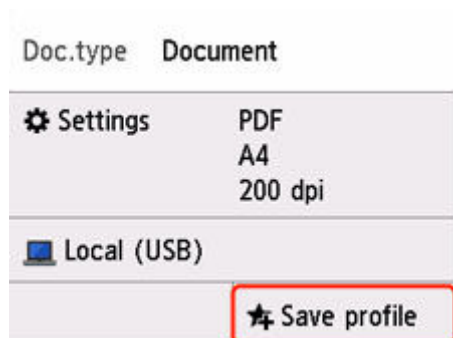 Doc.type Document
Settings PDF
A4
200 dpi
Local (USB)
Save profile